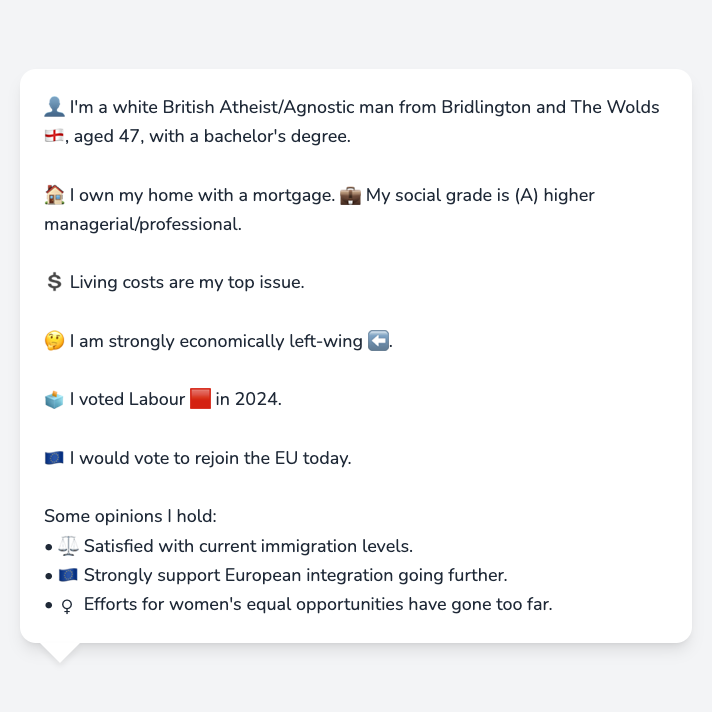 👤 I'm a white British Atheist/Agnostic man from Bridlington and The Wolds
🏴󠁧󠁢󠁥󠁮󠁧󠁿, aged 47, with a bachelor's degree.
🏠 I own my home with a mortgage. 💼 My social grade is (A) higher
managerial/professional.
💲 Living costs are my top issue.
🤔 I am strongly economically left-wing ⬅️.
🗳️ I voted Labour 🟥 in 2024.
🇪🇺 I would vote to rejoin the EU today.
Some opinions I hold:
• ⚖️ Satisfied with current immigration levels.
• 🇪🇺 Strongly support European integration going further.
• ♀ Efforts for women's equal opportunities have gone too far.